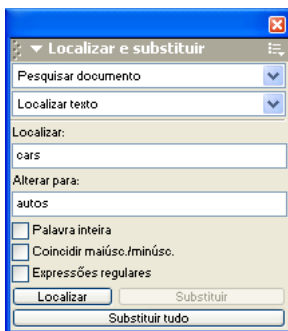 Localizar e substituir
Pesquisar documento
Localizar texto
Localizar:
cars
Alterar para:
autos
Palavra inteira
Coincidir maiúsc./minúsc.
Expressões regulares
Localizar Substituir
Substituir tudo